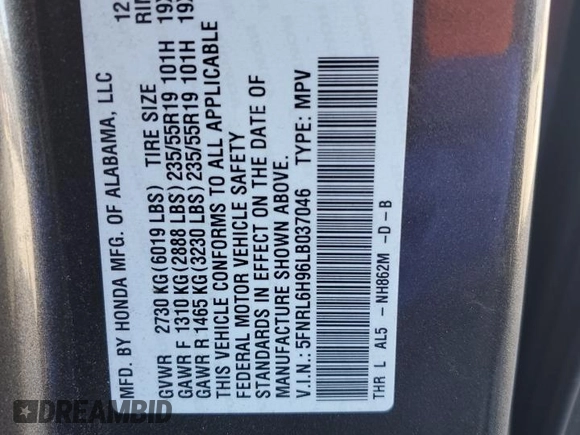 MFD. BY HONDA MFG. OF ALABAMA, LLC 12
TIRE SIZE
GVWR 2730 KG (6019 LBS)
GAWR F 1310 KG (2888 LBS) 235/55R19 101H 19X
GAWR R 1465 KG (3230 LBS) 235/55R19 101H 19X
THIS VEHICLE CONFORMS TO ALL APPLICABLE
FEDERAL MOTOR VEHICLE SAFETY
STANDARDS IN EFFECT ON THE DATE OF
MANUFACTURE SHOWN ABOVE.
V.I.N.: 5FNRL6H96LB037046 TYPE: MPV
THR L AL5 - NH862M -D-B
DREAMBID